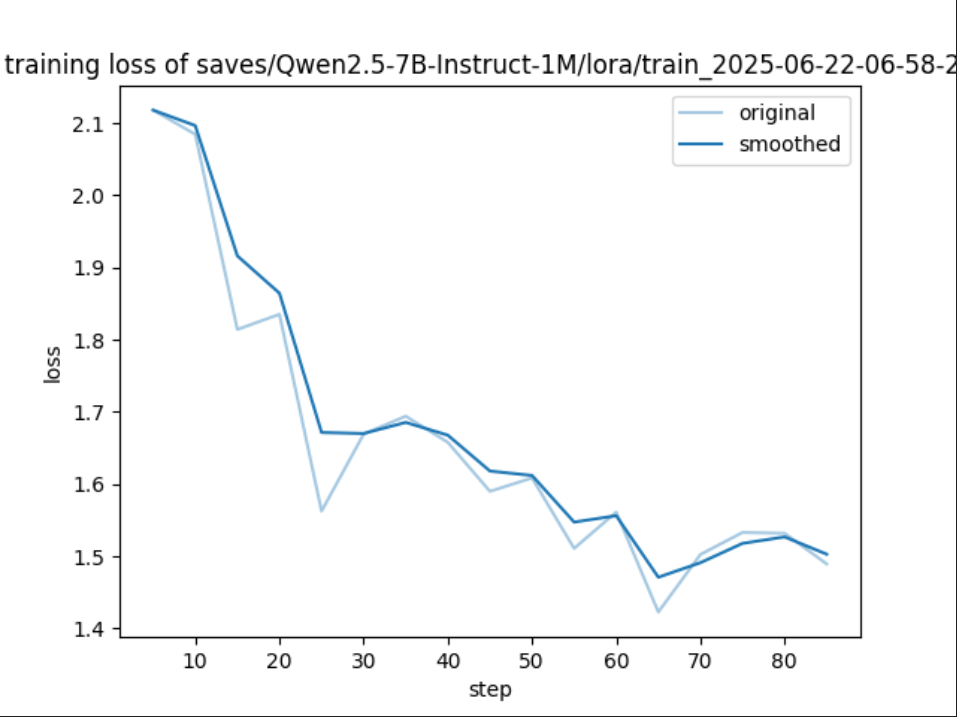 training loss of saves/Qwen2.5-7B-Instruct-1M/lora/train_2025-06-22-06-58-2
original
smoothed
2.1
2.0
1.9
1.8
1.7
1.6
1.5
1.4
loss
10 20 30 40 50 60 70 80
step